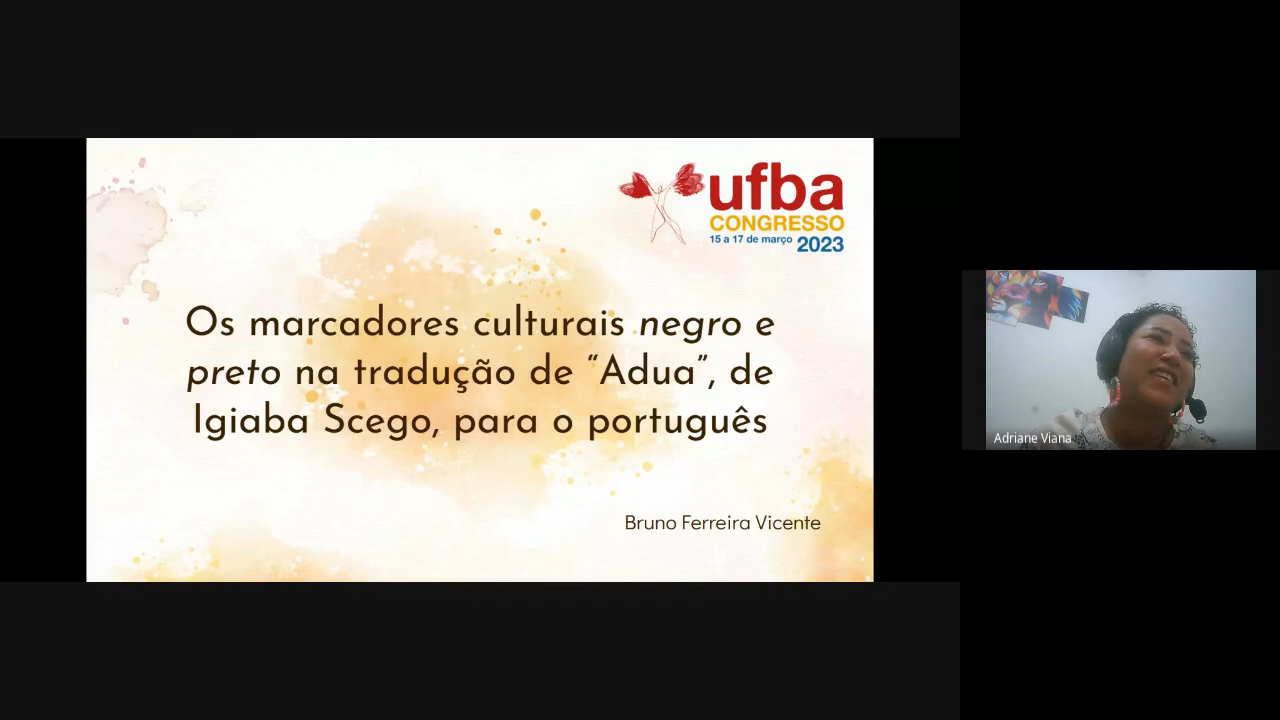 ufba
CONGRESSO
15 a 17 de março 2023
Os marcadores culturais negro e
preto na tradução de “Adua”, de
Igiaba Scego, para o português
Bruno Ferreira Vicente
Adriane Viana